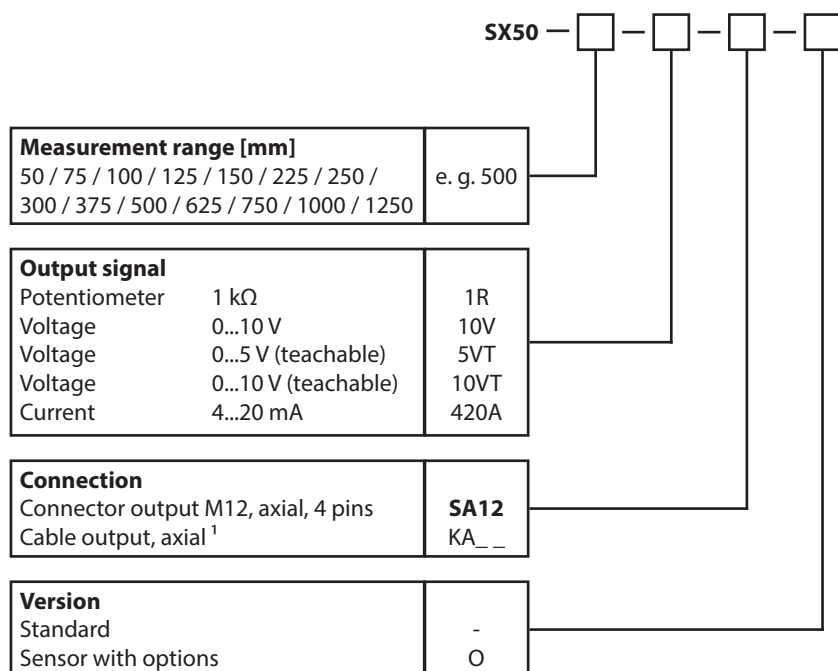 SX50 — — — —
Measurement range [mm]
50 / 75 / 100 / 125 / 150 / 225 / 250 / e. g. 500
300 / 375 / 500 / 625 / 750 / 1000 / 1250
Output signal
Potentiometer 1 kΩ 1R
Voltage 0...10 V 10V
Voltage 0...5 V (teachable) 5VT
Voltage 0...10 V (teachable) 10VT
Current 4...20 mA 420A
Connection
Connector output M12, axial, 4 pins SA12
Cable output, axial ¹ KA_ _
Version
Standard -
Sensor with options O